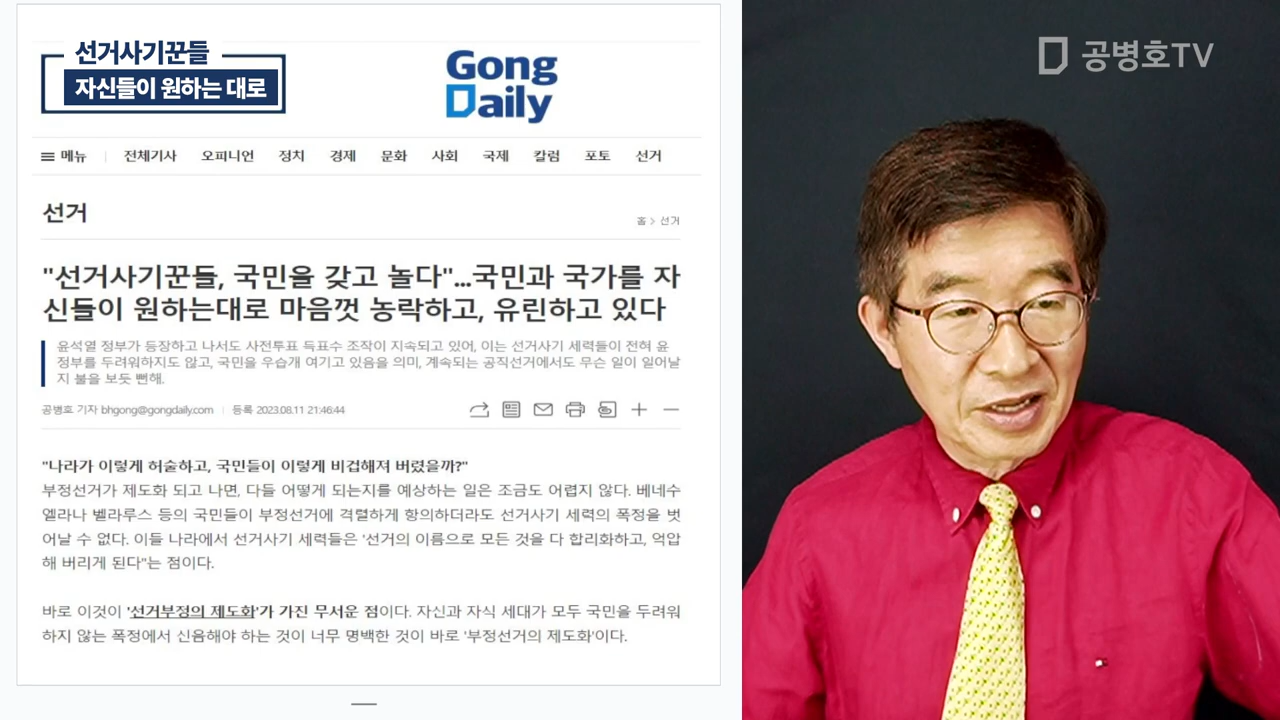 선거사기꾼들
자신들이 원하는 대로
Gong
Daily
공병호TV
메뉴 전체기사 오피니언 정치 경제 문화 사회 국제 칼럼 포토 선거
선거
홈 > 선거
"선거사기꾼들, 국민을 갖고 놀다"...국민과 국가를 자
신들이 원하는대로 마음껏 농락하고, 유린하고 있다
윤석열 정부가 등장하고 나서도 사전투표 득표수 조작이 지속되고 있어, 이는 선거사기 세력들이 전혀 윤
정부를 두려워하지도 않고, 국민을 우습개 여기고 있음을 의미, 계속되는 공직선거에서도 무슨 일이 일어날
지 불을 보듯 뻔해.
공병호 기자 bhgong@gongdaily.com 등록 2023.08.11 21:46:44
"나라가 이렇게 허술하고, 국민들이 이렇게 비겁해져 버렸을까?"
부정선거가 제도화 되고 나면, 다들 어떻게 되는지를 예상하는 일은 조금도 어렵지 않다. 베네수
엘라나 벨라루스 등의 국민들이 부정선거에 격렬하게 항의하더라도 선거사기 세력의 폭정을 벗
어날 수 없다. 이들 나라에서 선거사기 세력들은 '선거의 이름으로 모든 것을 다 합리화하고, 억압
해 버리게 된다"는 점이다.
바로 이것이 '선거부정의 제도화'가 가진 무서운 점이다. 자신과 자식 세대가 모두 국민을 두려워
하지 않는 폭정에서 신음해야 하는 것이 너무 명백한 것이 바로 '부정선거의 제도화'이다.